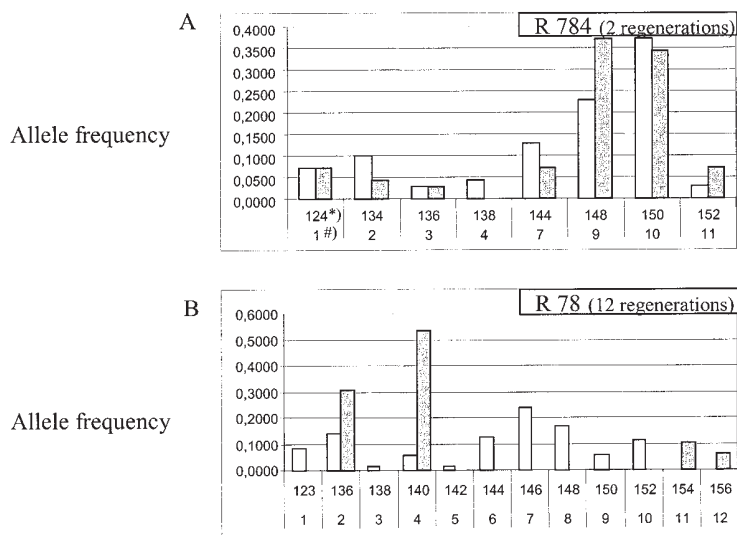 A
R 784 (2 regenerations)
Allele frequency
0,4000
0,3500
0,3000
0,2500
0,2000
0,1500
0,1000
0,0500
0,0000
124*) 134 136 138 144 148 150 152
1 #) 2 3 4 7 9 10 11
B
R 78 (12 regenerations)
Allele frequency
0,6000
0,5000
0,4000
0,3000
0,2000
0,1000
0,0000
123 136 138 140 142 144 146 148 150 152 154 156
1 2 3 4 5 6 7 8 9 10 11 12